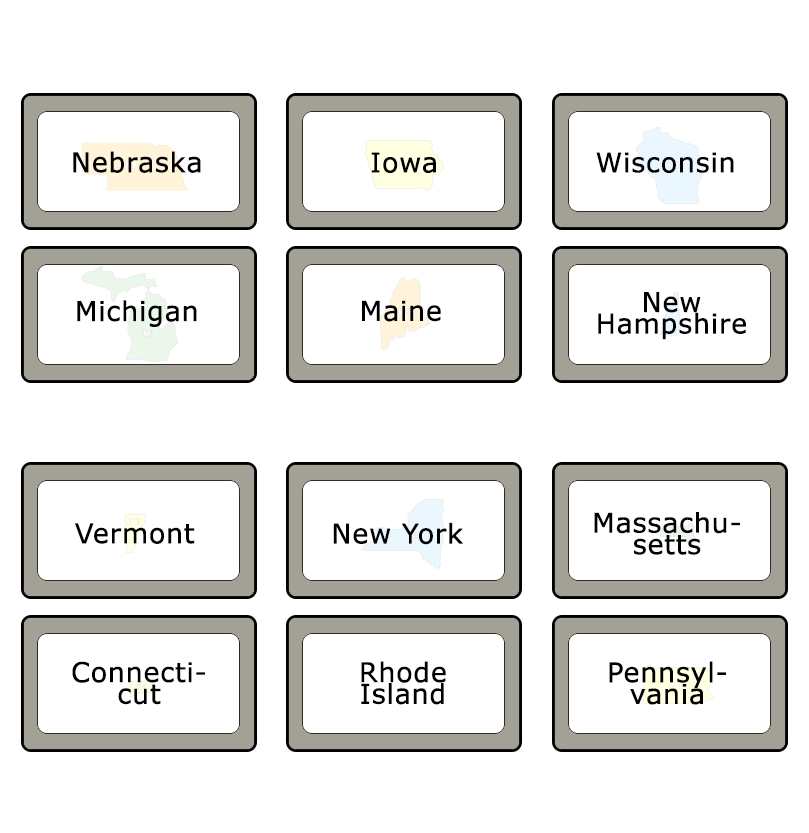 Nebraska
Iowa
Wisconsin
Michigan
Maine
New
Hampshire
Vermont
New York
Massachu-
setts
Connecti-
cut
Rhode
Island
Pennsyl-
vania